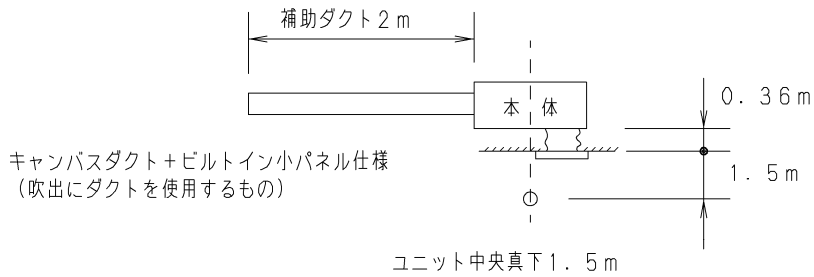 補助ダクト2m
本 体
0.36m
キャンバスダクト+ビルトイン小パネル仕様
(吹出にダクトを使用するもの)
1.5m
ユニット中央真下1.5m